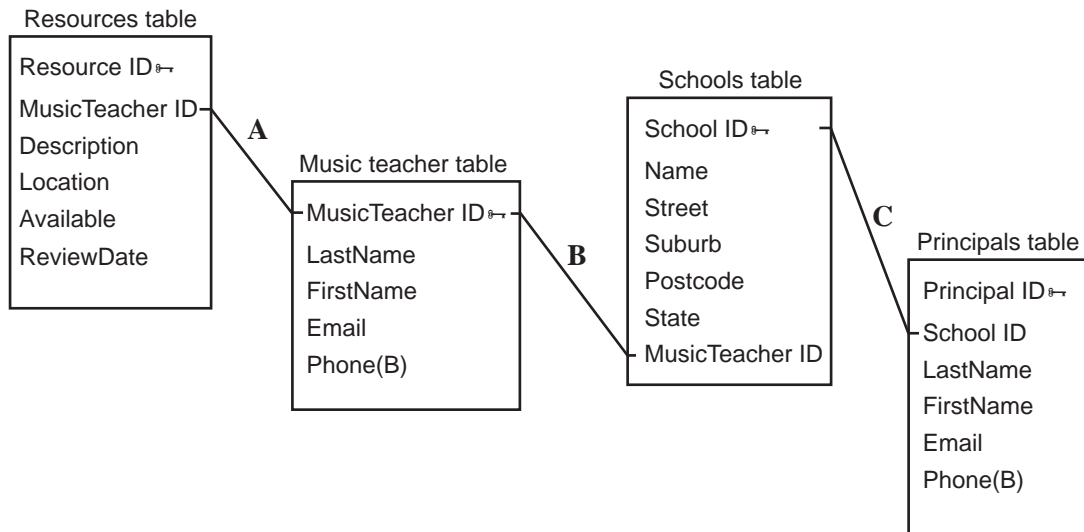 Resources table
Resource ID
MusicTeacher ID
Description
Location
Available
ReviewDate
A
Music teacher table
MusicTeacher ID
LastName
FirstName
Email
Phone(B)
B
Schools table
School ID
Name
Street
Suburb
Postcode
State
MusicTeacher ID
C
Principals table
Principal ID
School ID
LastName
FirstName
Email
Phone(B)